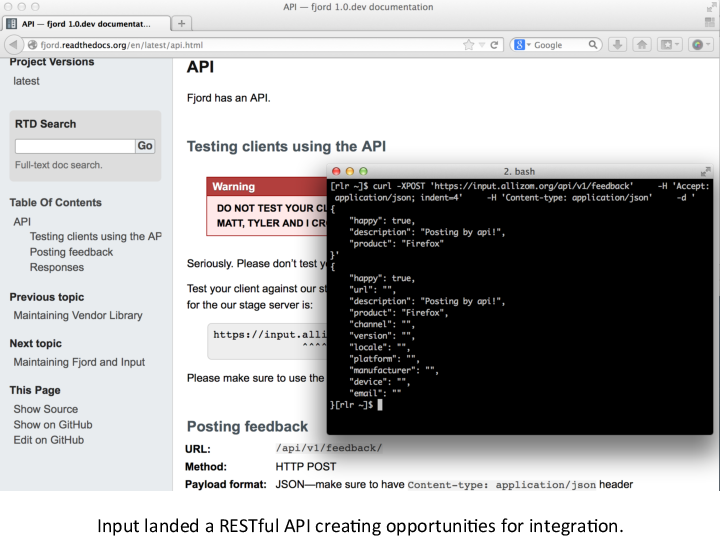 API — fjord 1.0.dev documentation
API — fjord 1.0.dev documentat...
fjord.readthedocs.org/en/latest/api.html
Google
Project Versions
latest
RTD Search
Go
Full-text doc search.
Table Of Contents
API
Testing clients using the AP
Posting feedback
Responses
Previous topic
Maintaining Vendor Library
Next topic
Maintaining Fjord and Input
This Page
Show Source
Show on GitHub
Edit on GitHub
API
Fjord has an API.
Testing clients using the API
Warning
DO NOT TEST YOUR CL
MATT, TYLER AND I CR
Seriously. Please don't test yo
Test your client against our st
for the our stage server is:
https://input.alli
^^^^
Please make sure to use the
Posting feedback
URL: /api/v1/feedback/
Method: HTTP POST
Payload format: JSON—make sure to have Content-type: application/json header
2. bash
[rlr ~]$ curl -XPOST 'https://input.allizom.org/api/v1/feedback' -H 'Accept:
application/json; indent=4' -H 'Content-type: application/json' -d '
{
"happy": true,
"description": "Posting by api!",
"product": "Firefox"
}'
{
"happy": true,
"url": "",
"description": "Posting by api!",
"product": "Firefox",
"channel": "",
"version": "",
"locale": "",
"platform": "",
"manufacturer": "",
"device": "",
"email": ""
}[rlr ~]$
Input landed a RESTful API creating opportunities for integration.